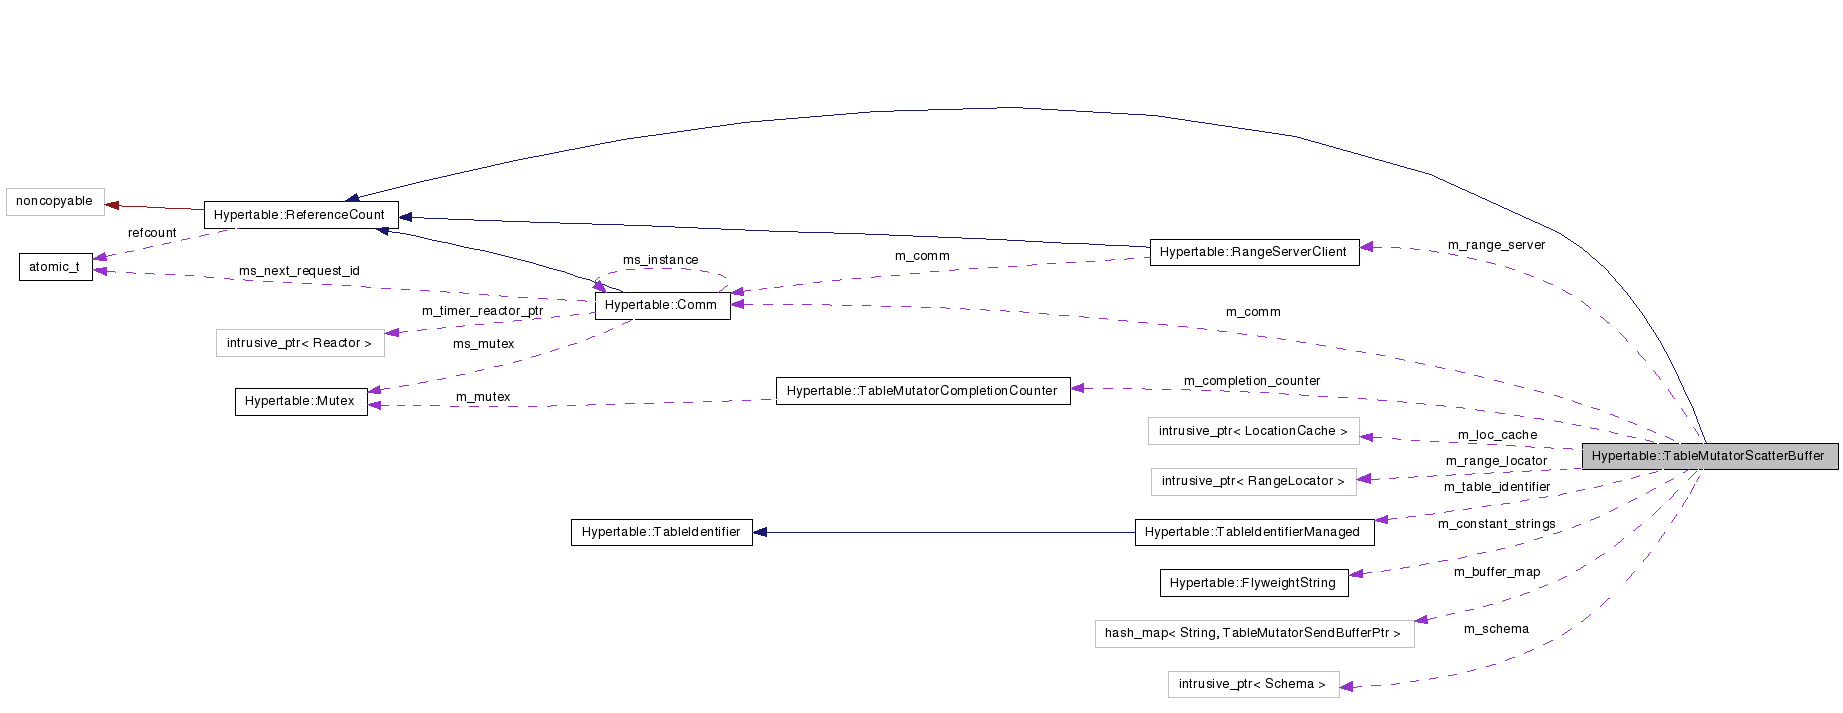 noncopyable
Hypertable::ReferenceCount
refcount
atomic_t
ms_next_request_id
ms_instance
Hypertable::Comm
m_comm
Hypertable::RangeServerClient
m_range_server
m_timer_reactor_ptr
intrusive_ptr< Reactor >
ms_mutex
m_comm
Hypertable::Mutex
m_mutex
Hypertable::TableMutatorCompletionCounter
m_completion_counter
intrusive_ptr< LocationCache >
m_loc_cache
Hypertable::TableMutatorScatterBuffer
m_range_locator
intrusive_ptr< RangeLocator >
m_table_identifier
Hypertable::TableIdentifier
Hypertable::TableIdentifierManaged
m_constant_strings
Hypertable::FlyweightString
m_buffer_map
hash_map< String, TableMutatorSendBufferPtr >
m_schema
intrusive_ptr< Schema >